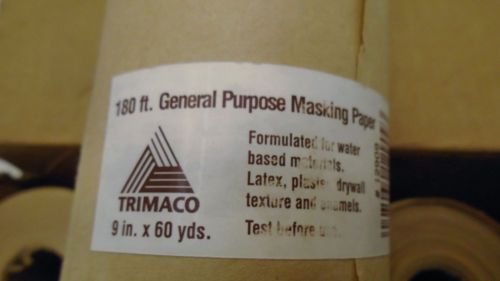 180 ft. General Purpose Masking Paper
Formulated for water
based materials.
Latex, plaster, drywall
texture and enamels.
Test before use.
TRIMACO
9 in. x 60 yds.